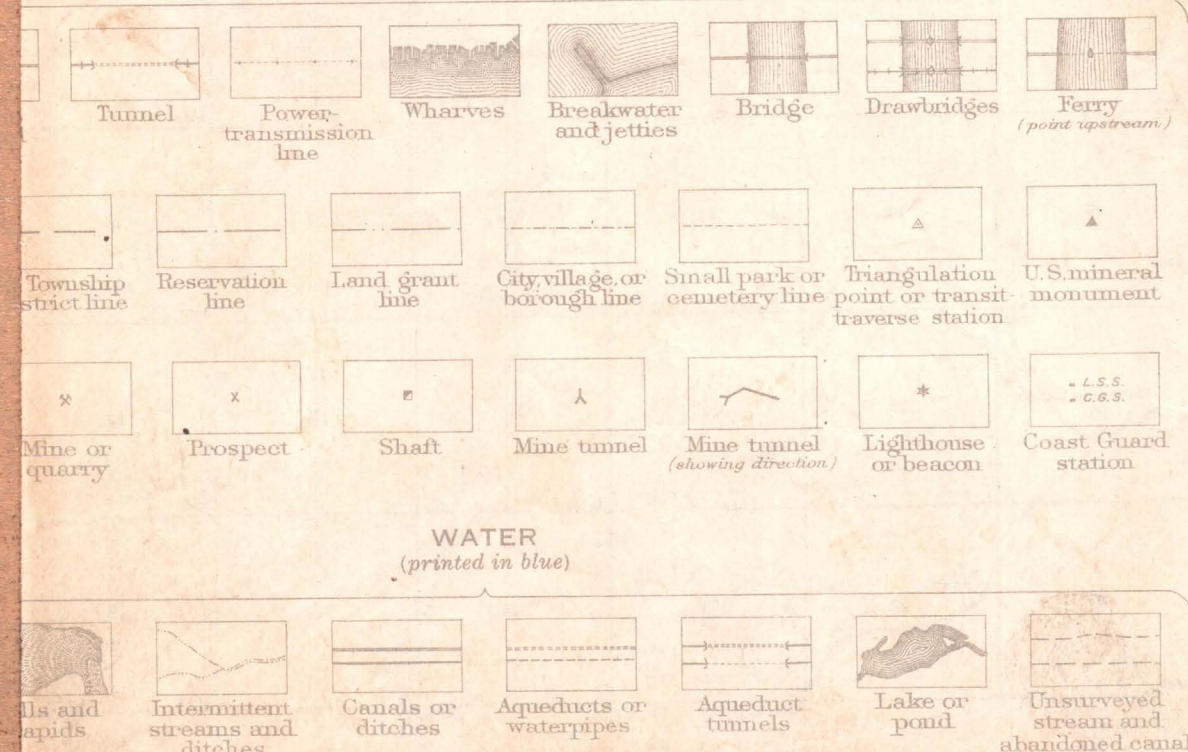 Tunnel
Power-
transmission
line
Wharves
Breakwater
and jetties
Bridge
Drawbridges
Ferry
(point upstream)
Township
strict line
Reservation
line
Land grant
line
City, village, or
borough line
Small park or
cemetery line
Triangulation
point or transit-
traverse station
U.S. mineral
monument
Mine or
quarry
Prospect
Shaft
Mine tunnel
Mine tunnel
(showing direction)
Lighthouse
or beacon
L.S.S.
C.G.S.
Coast Guard
station
WATER
(printed in blue)
lls and
apids
Intermittent
streams and
ditches
Canals or
ditches
Aqueducts or
waterpipes
Aqueduct
tunnels
Lake or
pond
Unsurveyed
stream and
abandoned canal